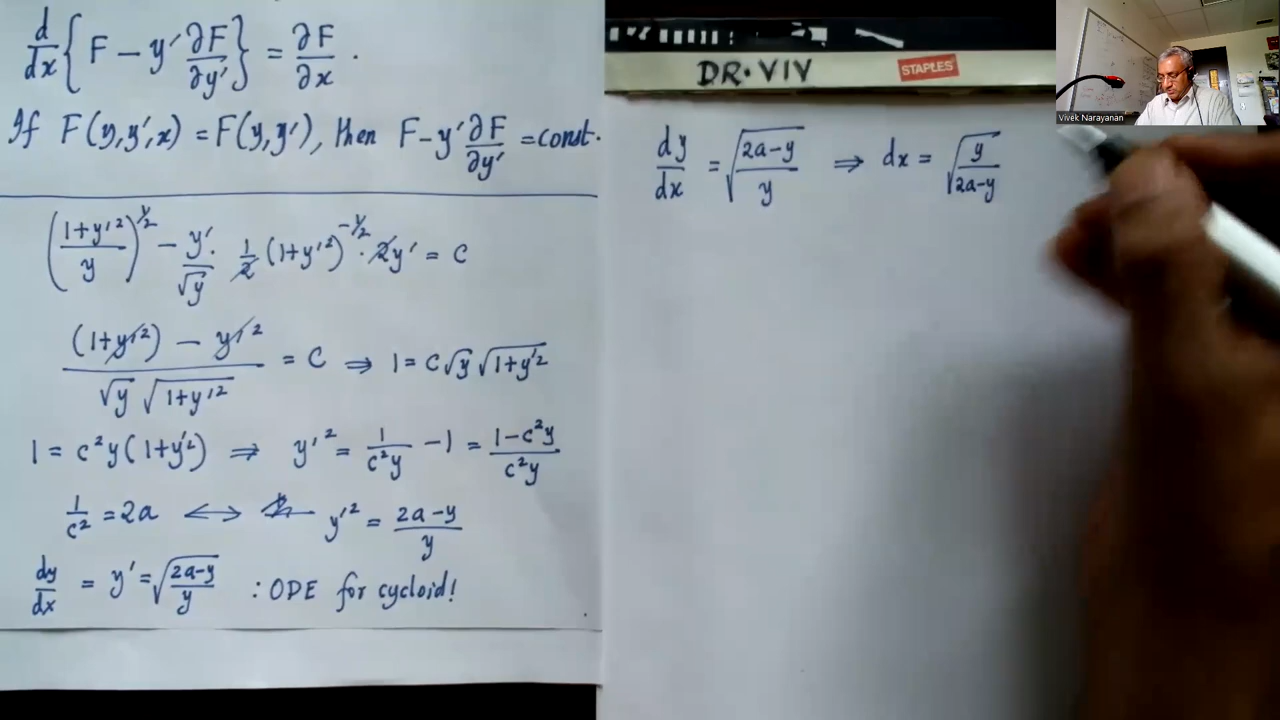 d/dx {F − y′ ∂F/∂y′} = ∂F/∂x .
If F(y,y′,x) = F(y,y′), then F − y′ ∂F/∂y′ = const.
((1+y′²)/y)^½ − y′/√y · ½ (1+y′²)^−½ · 2y′ = C
((1+y′²) − y′²)/(√y √(1+y′²)) = C ⇒ 1 = C√y √(1+y′²)
1 = c²y(1+y′²) ⇒ y′² = 1/(c²y) − 1 = (1−c²y)/(c²y)
1/c² = 2a ⟷ y′² = (2a−y)/y
dy/dx = y′ = √((2a−y)/y) : ODE for cycloid!
DR. VIV
STAPLES
dy/dx = √((2a−y)/y) ⇒ dx = √(y/(2a−y))
Vivek Narayanan